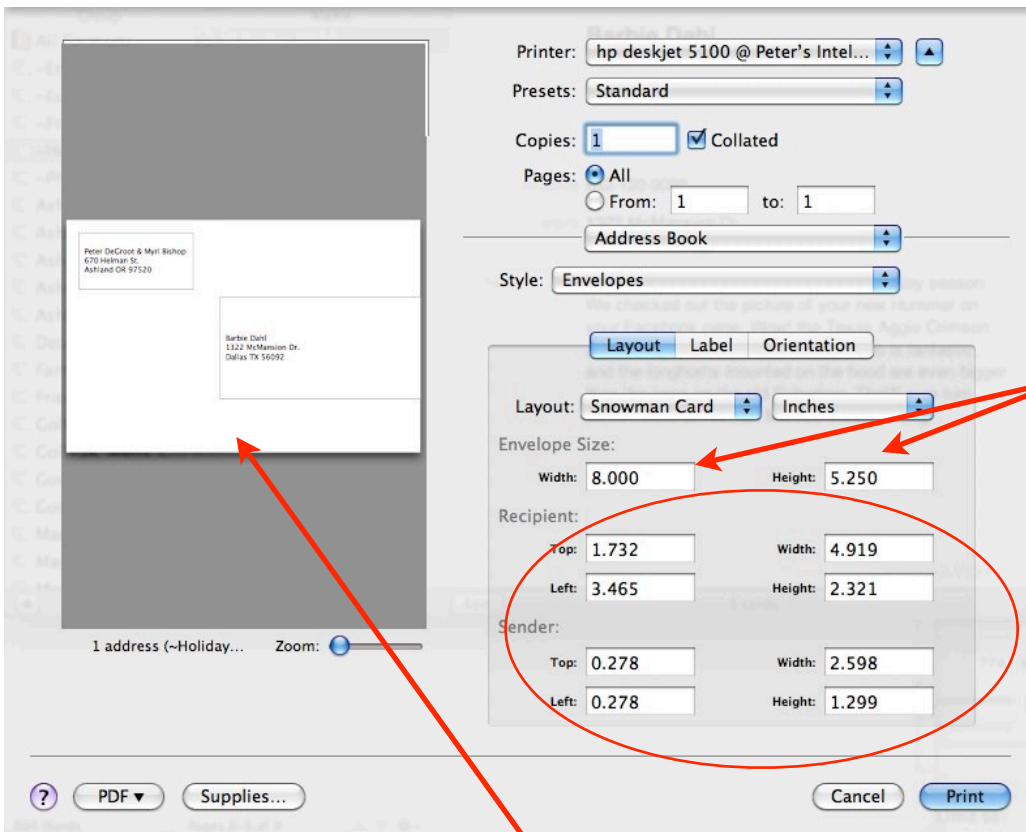 Printer: hp deskjet 5100 @ Peter's Intel...
Presets: Standard
Copies: 1 Collated
Pages: All
From: 1 to: 1
Address Book
Style: Envelopes
Layout Label Orientation
Layout: Snowman Card Inches
Envelope Size:
Width: 8.000 Height: 5.250
Recipient:
Top: 1.732 Width: 4.919
Left: 3.465 Height: 2.321
Sender:
Top: 0.278 Width: 2.598
Left: 0.278 Height: 1.299
Peter DeGroot & Myrl Bishop
670 Helman St.
Ashland OR 97520
Barbie Dahl
1322 McMansion Dr.
Dallas TX 56092
1 address (~Holiday... Zoom:
? PDF▼ Supplies... Cancel Print